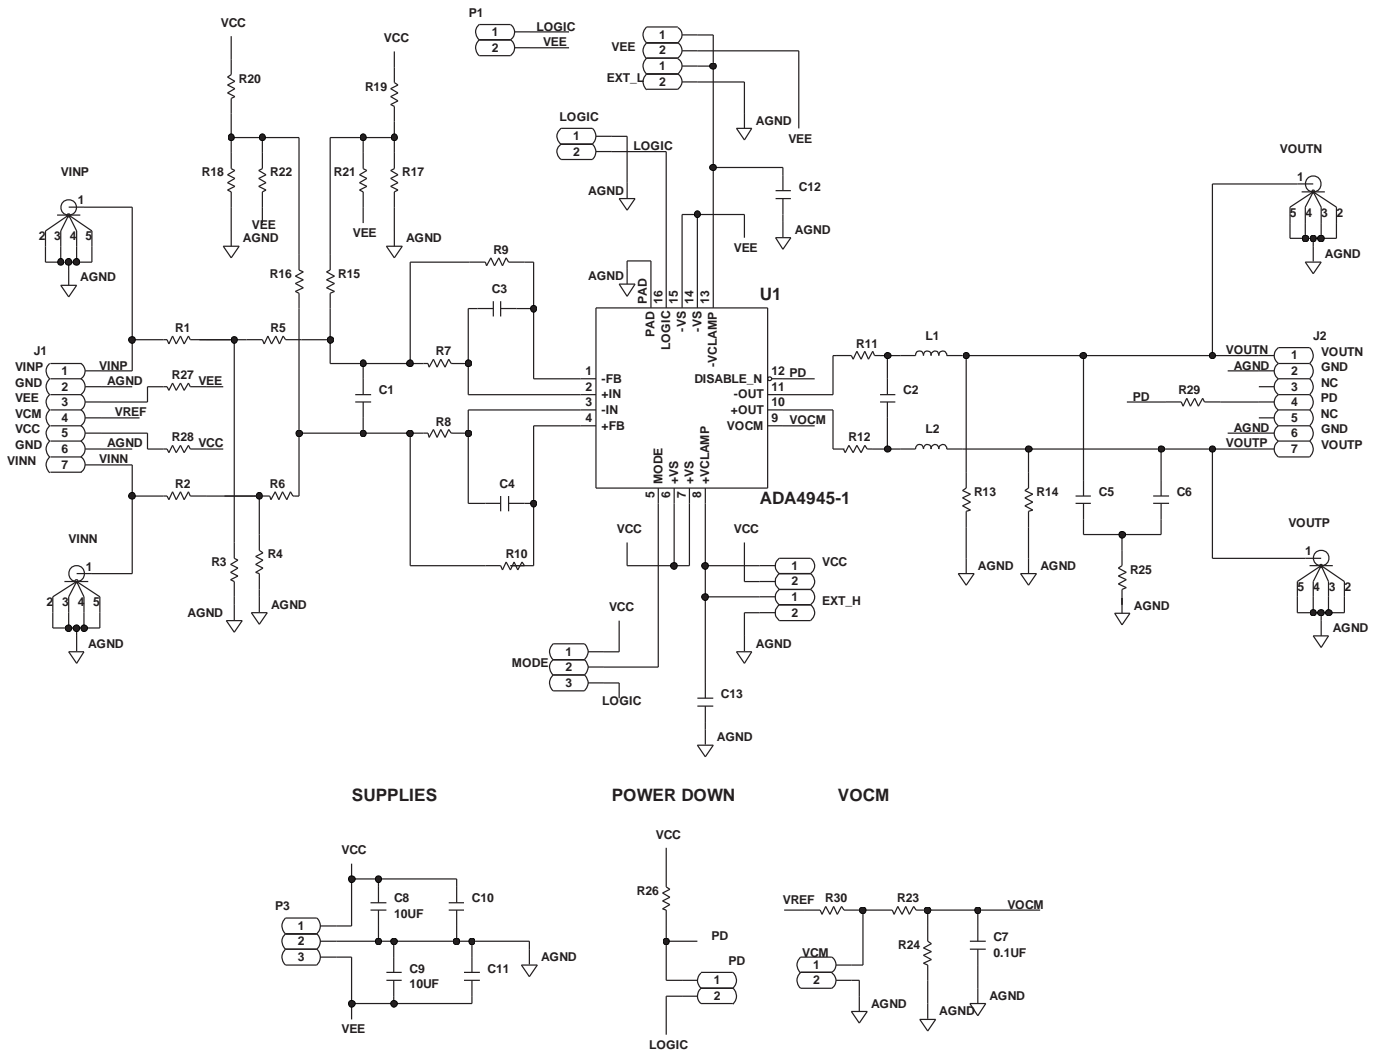 P1
1 LOGIC
2 VEE
VCC
R20
R18
R22
VEE
AGND
VCC
R19
R21
R17
VEE
AGND
VEE
1
2
1
EXT_L
2
AGND
VEE
LOGIC
1
2
LOGIC
AGND
C12
AGND
VEE
VINP
1
2 3 4 5
AGND
R16
R15
R9
C3
AGND
PAD
PAD
16
LOGIC
15
-VS
14
-VS
13
-VCLAMP
U1
R1
R5
R7
C1
R8
C4
R10
J1
VINP 1 VINP
GND 2 AGND
VEE 3 R27 VEE
VCM 4 VREF
VCC 5
GND 6 AGND R28 VCC
VINN 7 VINN
R2
R6
R3
R4
AGND
AGND
VINN
1
2 3 4 5
AGND
1 -FB
2 +IN
3 -IN
4 +FB
DISABLE_N 12 PD
-OUT 11
+OUT 10
VOCM 9 VOCM
MODE
5
+VS
6
+VS
7
+VCLAMP
8
ADA4945-1
VCC
VCC
1 VCC
2
1 EXT_H
2
AGND
VCC
MODE
1
2
3
LOGIC
C13
AGND
R11
L1
C2
R12
L2
R13
R14
AGND
AGND
C5
C6
R25
AGND
VOUTN
1
5 4 3 2
AGND
J2
VOUTN 1 VOUTN
AGND 2 GND
3 NC
PD R29 4 PD
5 NC
AGND 6 GND
VOUTP 7 VOUTP
VOUTP
1
5 4 3 2
AGND
SUPPLIES
VCC
P3
1
2
3
C8
10UF
C10
C9
10UF
C11
AGND
VEE
POWER DOWN
VCC
R26
PD
PD
1
2
LOGIC
VOCM
VREF R30 R23 VOCM
VCM
1
2
AGND
R24
AGND
C7
0.1UF
AGND